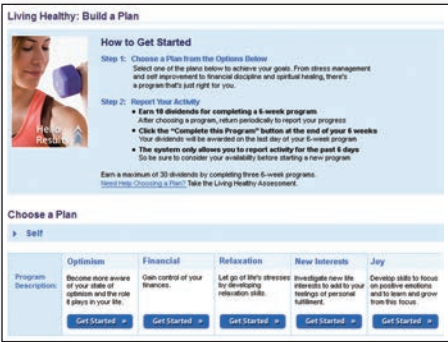 Living Healthy: Build a Plan
How to Get Started
Step 1: Choose a Plan from the Options Below
Select one of the plans below to achieve your goals. From stress management
and self improvement to financial discipline and spiritual healing, there's
a program that's just right for you.
Step 2: Report Your Activity
• Earn 10 dividends for completing a 6-week program
After choosing a program, return periodically to report your progress
• Click the "Complete this Program" button at the end of your 6 weeks
Your dividends will be awarded on the last day of your 6-week program
• The system only allows you to report activity for the past 6 days
So be sure to consider your availability before starting a new program
Earn a maximum of 30 dividends by completing three 6-week programs.
Need Help Choosing a Plan? Take the Living Healthy Assessment.
Hello
Results
Choose a Plan
Self
Optimism Financial Relaxation New Interests Joy
Program Description:
Become more aware
of your state of
optimism and the role
it plays in your life.
Gain control of your
finances.
Let go of life's stresses
by developing
relaxation skills.
Investigate new life
interests to add to your
feelings of personal
fulfillment.
Develop skills to focus
on positive emotions
and to learn and grow
from this focus.
Get Started » Get Started » Get Started » Get Started » Get Started »